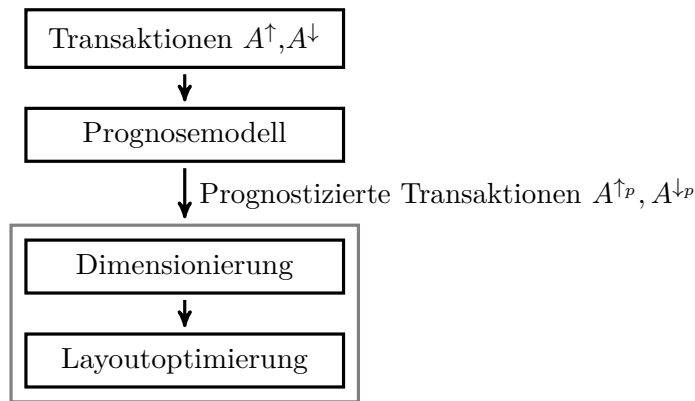 Transaktionen A↑,A↓
Prognosemodell
Prognostizierte Transaktionen A↑p, A↓p
Dimensionierung
Layoutoptimierung